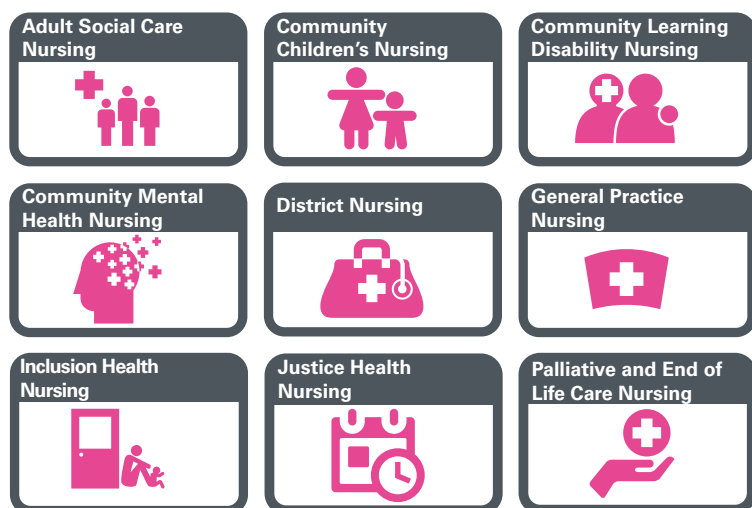 Adult Social Care
Nursing
Community
Children's Nursing
Community Learning
Disability Nursing
Community Mental
Health Nursing
District Nursing
General Practice
Nursing
Inclusion Health
Nursing
Justice Health
Nursing
Palliative and End of
Life Care Nursing